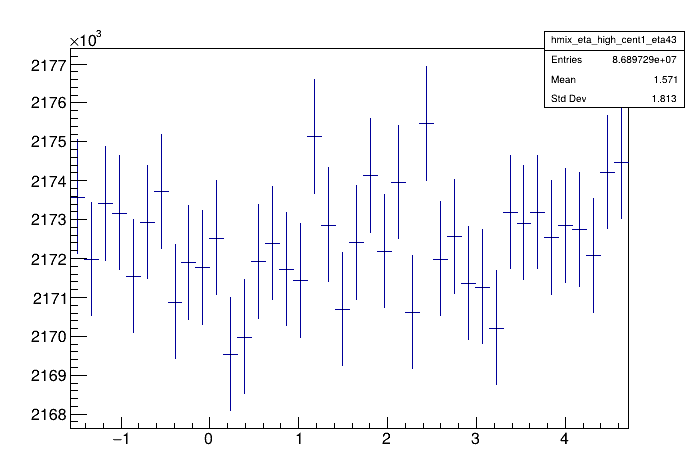 ×10³
hmix_eta_high_cent1_eta43
Entries 8.689729e+07
Mean 1.571
Std Dev 1.813
2177
2176
2175
2174
2173
2172
2171
2170
2169
2168
−1 0 1 2 3 4